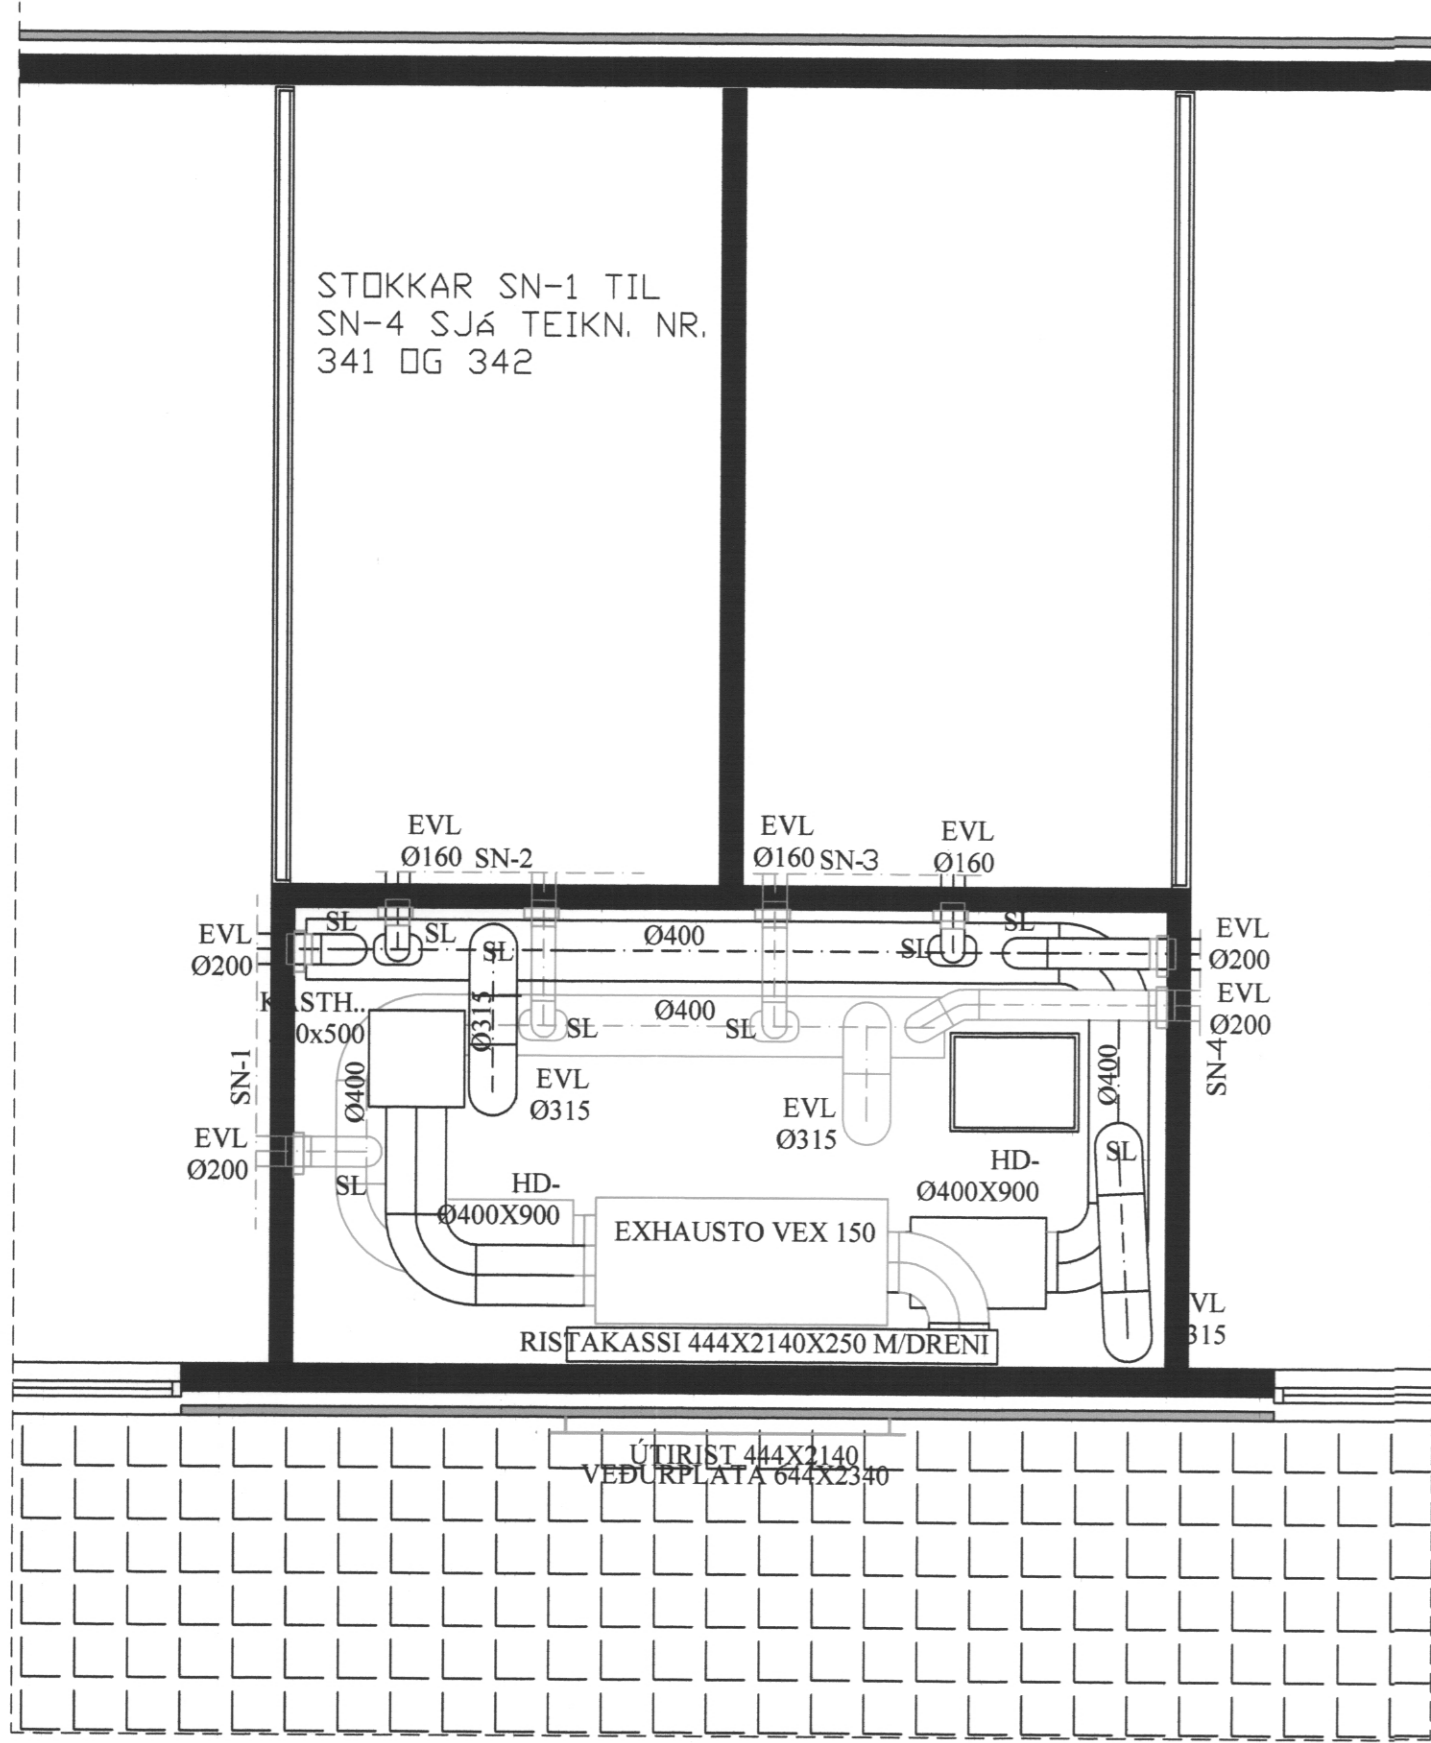 STOKKAR SN-1 TIL
SN-4 SJá TEIKN. NR.
341 OG 342
EVL
Ø160
SN-2
EVL
Ø160
SN-3
EVL
Ø160
EVL
Ø200
SL
SL
SL
Ø400
SL
SL
EVL
Ø200
EVL
Ø200
0x500
Ø315
SL
Ø400
SL
SN-1
Ø400
EVL
Ø315
EVL
Ø315
Ø400
SN-4
EVL
Ø200
SL
HD-
Ø400X900
EXHAUSTO VEX 150
HD-
Ø400X900
SL
VL
315
RISTAKASSI 444X2140X250 M/DRENI
ÚTIRIST 444X2140
VEÐURPLATA 644X2340